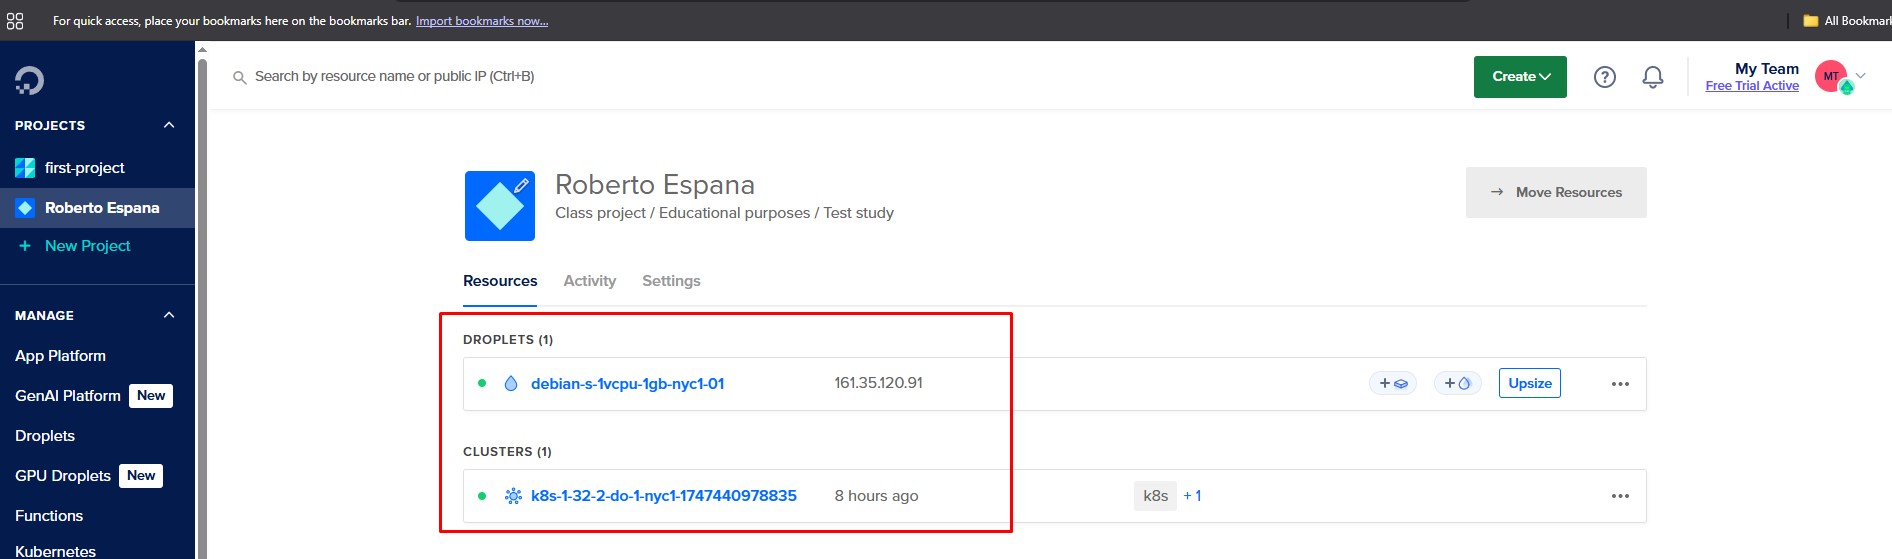 For quick access, place your bookmarks here on the bookmarks bar. Import bookmarks now...
All Bookmark
Search by resource name or public IP (Ctrl+B)
Create
My Team
Free Trial Active
MT
PROJECTS
first-project
Roberto Espana
+ New Project
MANAGE
App Platform
GenAI Platform New
Droplets
GPU Droplets New
Functions
Kubernetes
Roberto Espana
Class project / Educational purposes / Test study
→ Move Resources
Resources Activity Settings
DROPLETS (1)
debian-s-1vcpu-1gb-nyc1-01 161.35.120.91 + + Upsize ...
CLUSTERS (1)
k8s-1-32-2-do-1-nyc1-1747440978835 8 hours ago k8s + 1 ...